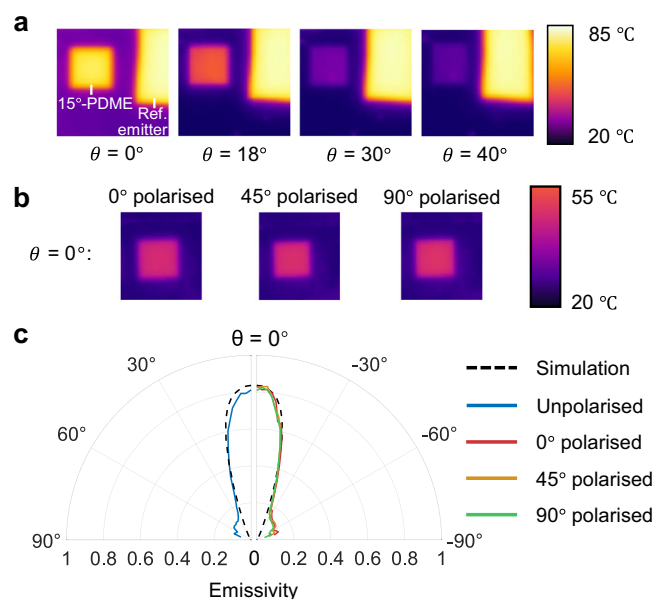 a
15°-PDME
Ref.
emitter
θ = 0°
θ = 18°
θ = 30°
θ = 40°
85 ℃
20 ℃
b
0° polarised
45° polarised
90° polarised
θ = 0°:
55 ℃
20 ℃
c
θ = 0°
30°
-30°
60°
-60°
90°
-90°
1 0.8 0.6 0.4 0.2 0 0.2 0.4 0.6 0.8 1
Emissivity
Simulation
Unpolarised
0° polarised
45° polarised
90° polarised